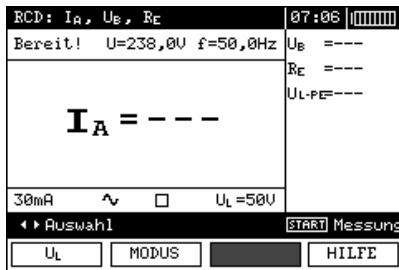 RCD: IA, UB, RE 07:06
Bereit! U=238,0V f=50,0Hz
UB =---
RE =---
UL-PE=---
IA=---
30mA UL=50V
Auswahl START Messung
UL MODUS HILFE